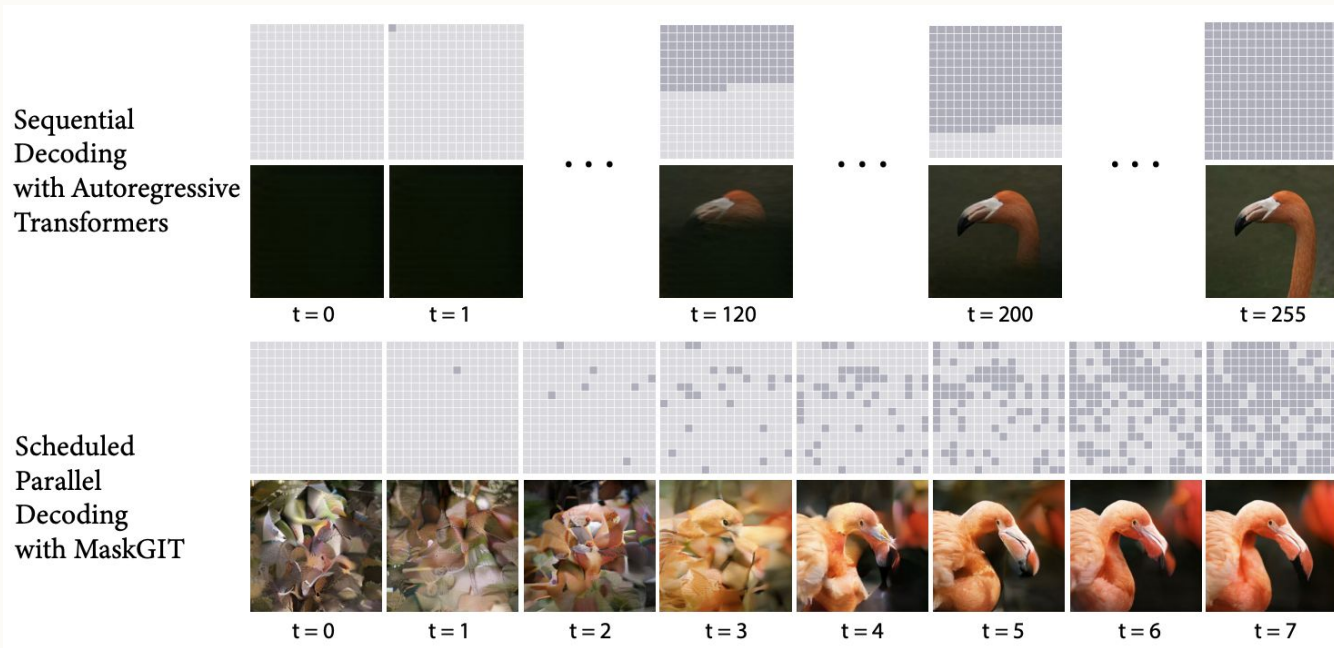 Sequential
Decoding
with Autoregressive
Transformers
. . .
. . .
. . .
t = 0
t = 1
t = 120
t = 200
t = 255
Scheduled
Parallel
Decoding
with MaskGIT
t = 0
t = 1
t = 2
t = 3
t = 4
t = 5
t = 6
t = 7